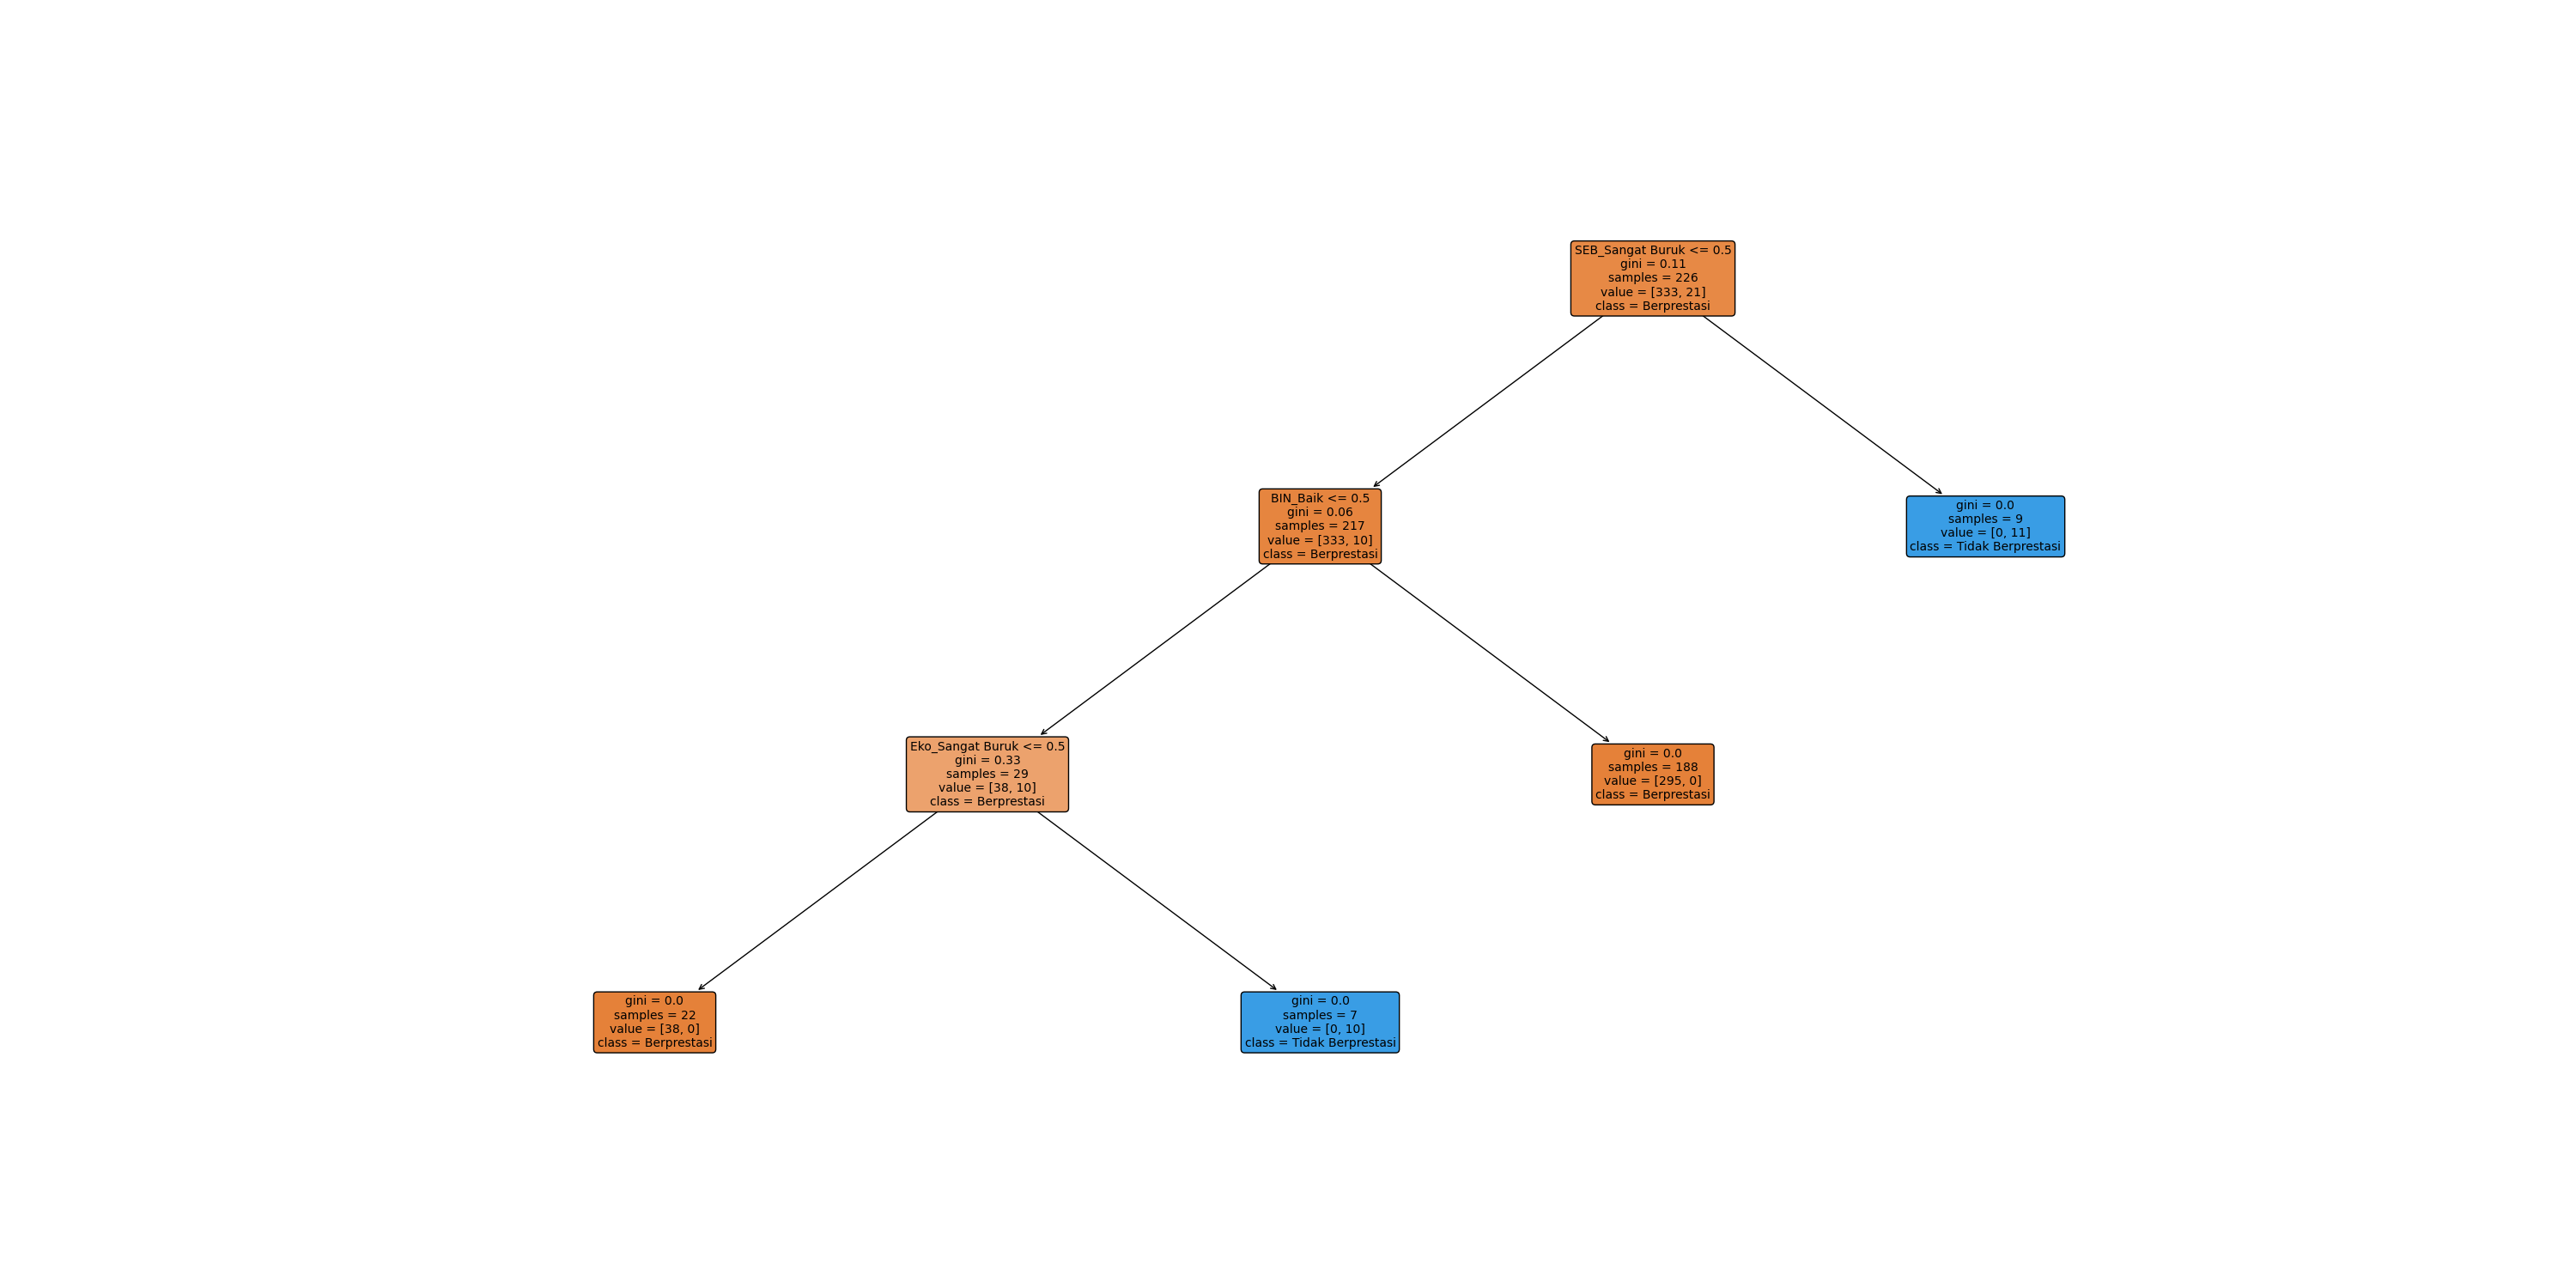 SEB_Sangat Buruk <= 0.5
gini = 0.11
samples = 226
value = [333, 21]
class = Berprestasi
BIN_Baik <= 0.5
gini = 0.06
samples = 217
value = [333, 10]
class = Berprestasi
gini = 0.0
samples = 9
value = [0, 11]
class = Tidak Berprestasi
Eko_Sangat Buruk <= 0.5
gini = 0.33
samples = 29
value = [38, 10]
class = Berprestasi
gini = 0.0
samples = 188
value = [295, 0]
class = Berprestasi
gini = 0.0
samples = 22
value = [38, 0]
class = Berprestasi
gini = 0.0
samples = 7
value = [0, 10]
class = Tidak Berprestasi